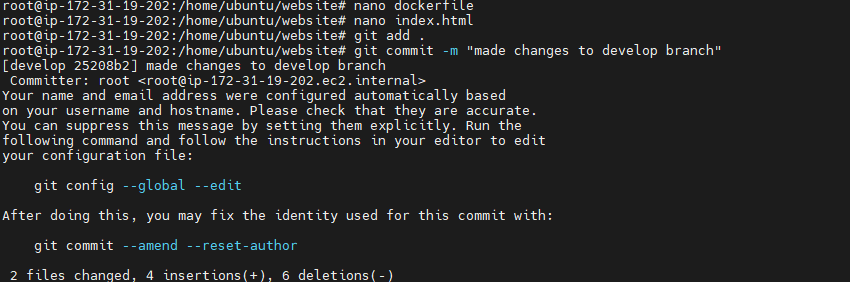 root@ip-172-31-19-202:/home/ubuntu/website# nano dockerfile
root@ip-172-31-19-202:/home/ubuntu/website# nano index.html
root@ip-172-31-19-202:/home/ubuntu/website# git add .
root@ip-172-31-19-202:/home/ubuntu/website# git commit -m "made changes to develop branch"
[develop 25208b2] made changes to develop branch
 Committer: root <root@ip-172-31-19-202.ec2.internal>
Your name and email address were configured automatically based
on your username and hostname. Please check that they are accurate.
You can suppress this message by setting them explicitly. Run the
following command and follow the instructions in your editor to edit
your configuration file:
    git config --global --edit
After doing this, you may fix the identity used for this commit with:
    git commit --amend --reset-author
 2 files changed, 4 insertions(+), 6 deletions(-)